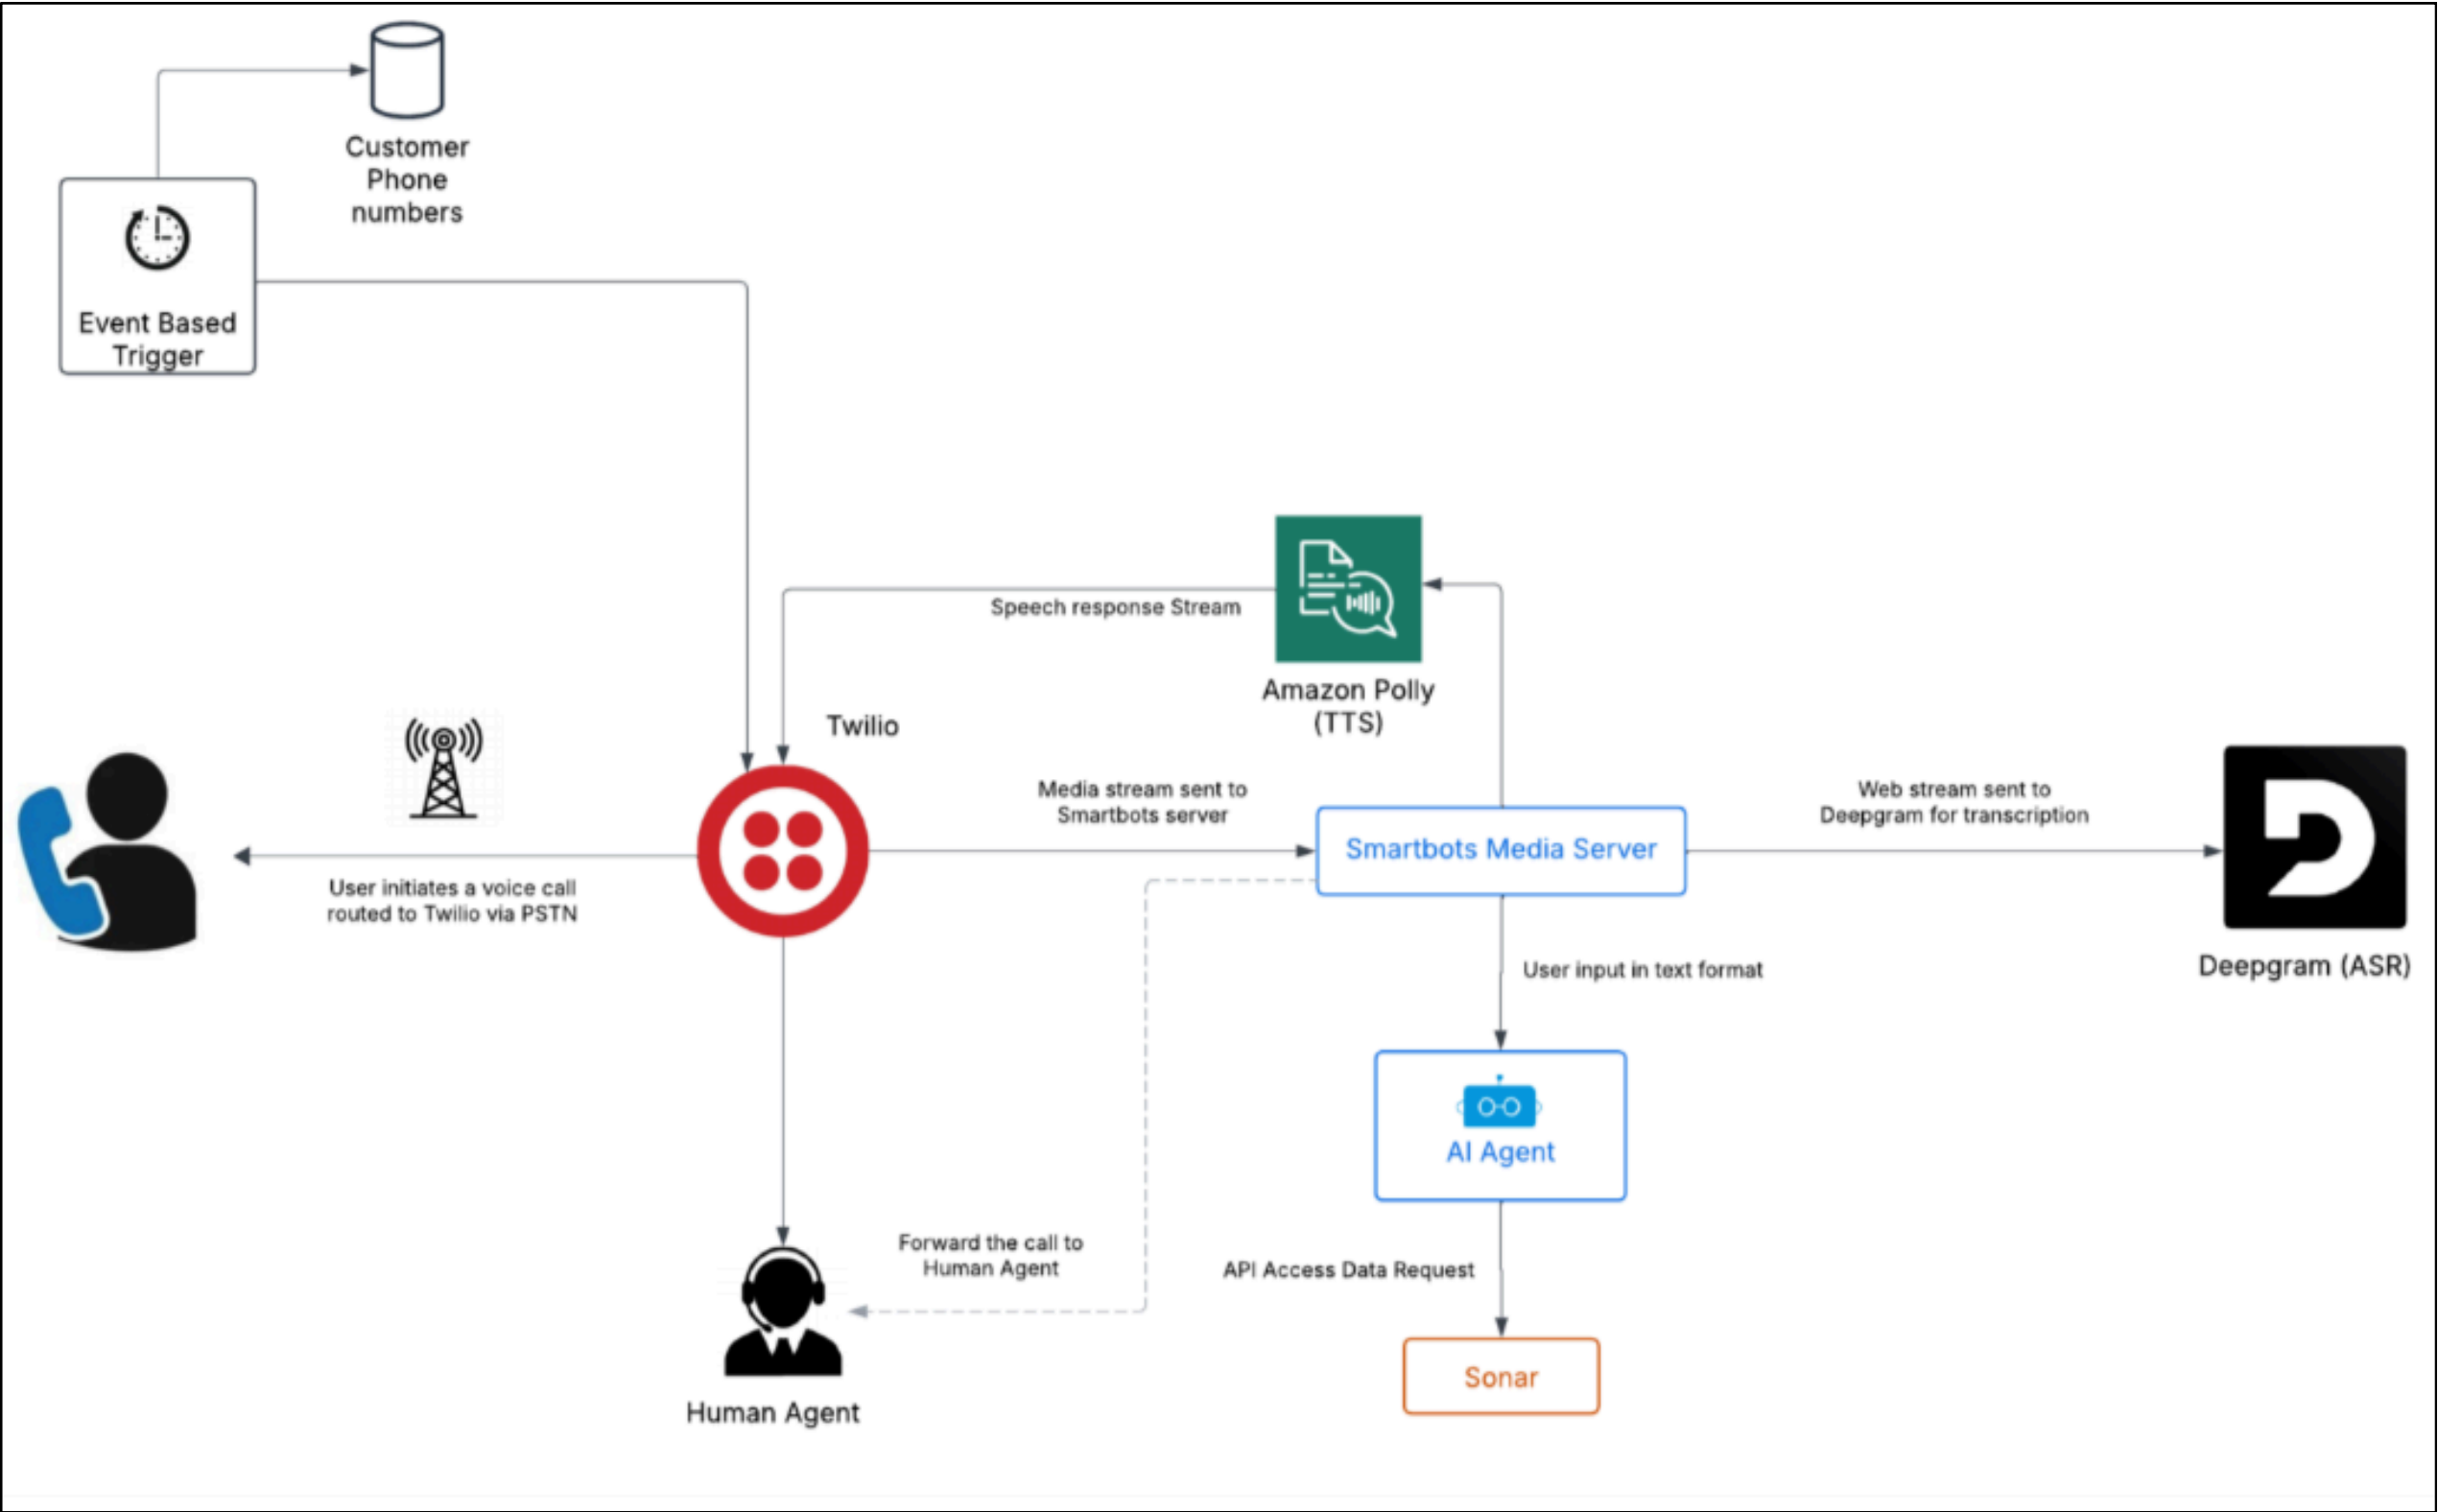 Customer
Phone
numbers
Event Based
Trigger
Speech response Stream
Amazon Polly
(TTS)
Twilio
Media stream sent to
Smartbots server
Smartbots Media Server
Web stream sent to
Deepgram for transcription
Deepgram (ASR)
User initiates a voice call
routed to Twilio via PSTN
User input in text format
AI Agent
Forward the call to
Human Agent
API Access Data Request
Sonar
Human Agent